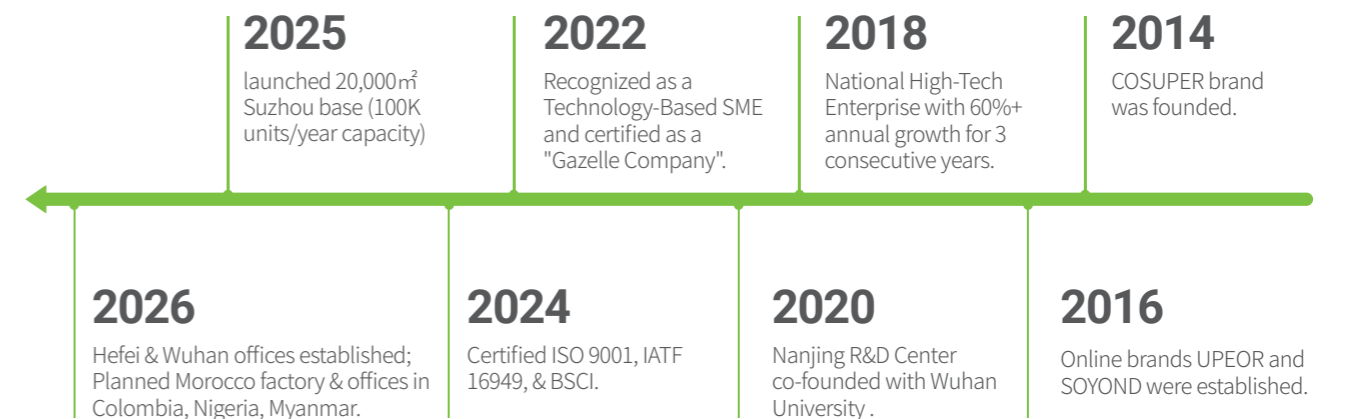 2025
launched 20,000㎡
Suzhou base (100K
units/year capacity)
2022
Recognized as a
Technology-Based SME
and certified as a
"Gazelle Company".
2018
National High-Tech
Enterprise with 60%+
annual growth for 3
consecutive years.
2014
COSUPER brand
was founded.
2026
Hefei & Wuhan offices established;
Planned Morocco factory & offices in
Colombia, Nigeria, Myanmar.
2024
Certified ISO 9001, IATF
16949, & BSCI.
2020
Nanjing R&D Center
co-founded with Wuhan
University .
2016
Online brands UPEOR and
SOYOND were established.